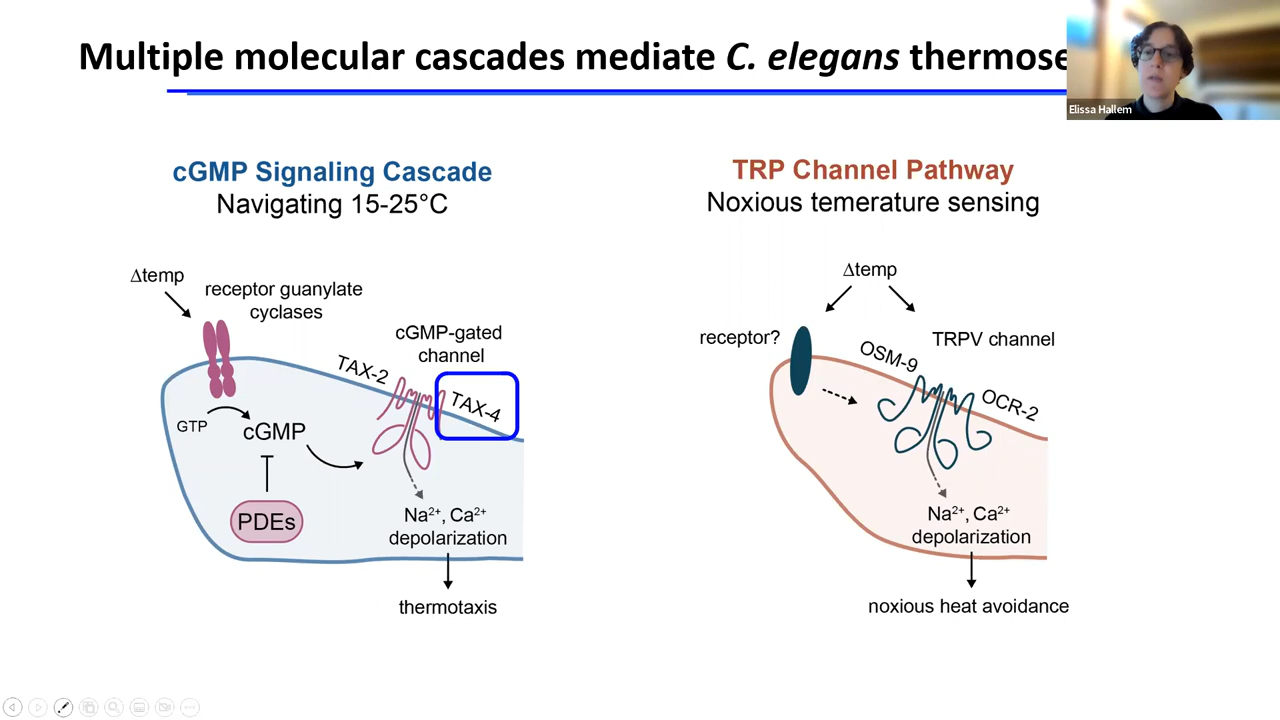 Multiple molecular cascades mediate C. elegans thermose
Elissa Hallem
cGMP Signaling Cascade
Navigating 15-25°C
Δtemp
receptor guanylate
cyclases
cGMP-gated
channel
TAX-2
TAX-4
GTP
cGMP
PDEs
Na²⁺, Ca²⁺
depolarization
thermotaxis
TRP Channel Pathway
Noxious temerature sensing
Δtemp
receptor?
TRPV channel
OSM-9
OCR-2
Na²⁺, Ca²⁺
depolarization
noxious heat avoidance